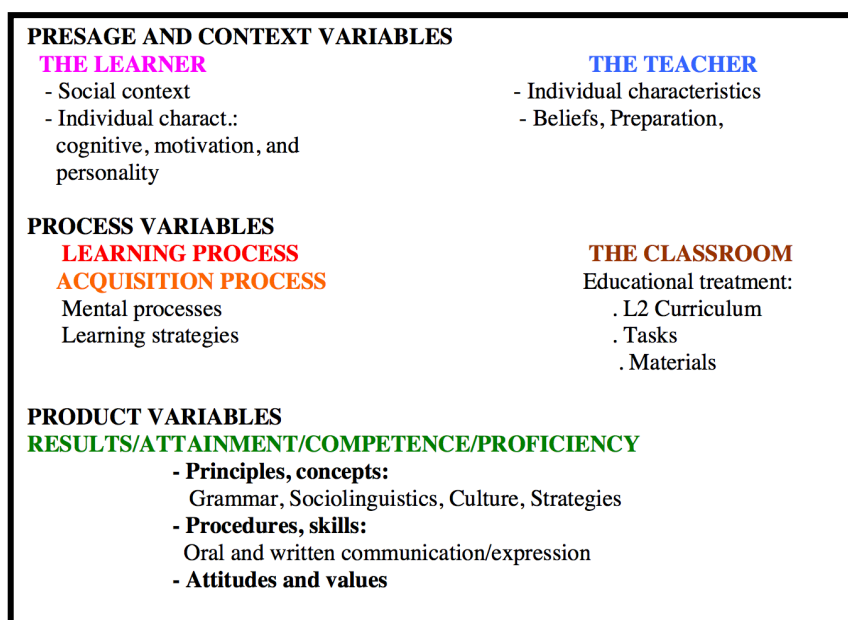 PRESAGE AND CONTEXT VARIABLES
THE LEARNER THE TEACHER
- Social context - Individual characteristics
- Individual charact.: - Beliefs, Preparation,
cognitive, motivation, and
personality
PROCESS VARIABLES
LEARNING PROCESS THE CLASSROOM
ACQUISITION PROCESS Educational treatment:
Mental processes . L2 Curriculum
Learning strategies . Tasks
. Materials
PRODUCT VARIABLES
RESULTS/ATTAINMENT/COMPETENCE/PROFICIENCY
- Principles, concepts:
Grammar, Sociolinguistics, Culture, Strategies
- Procedures, skills:
Oral and written communication/expression
- Attitudes and values